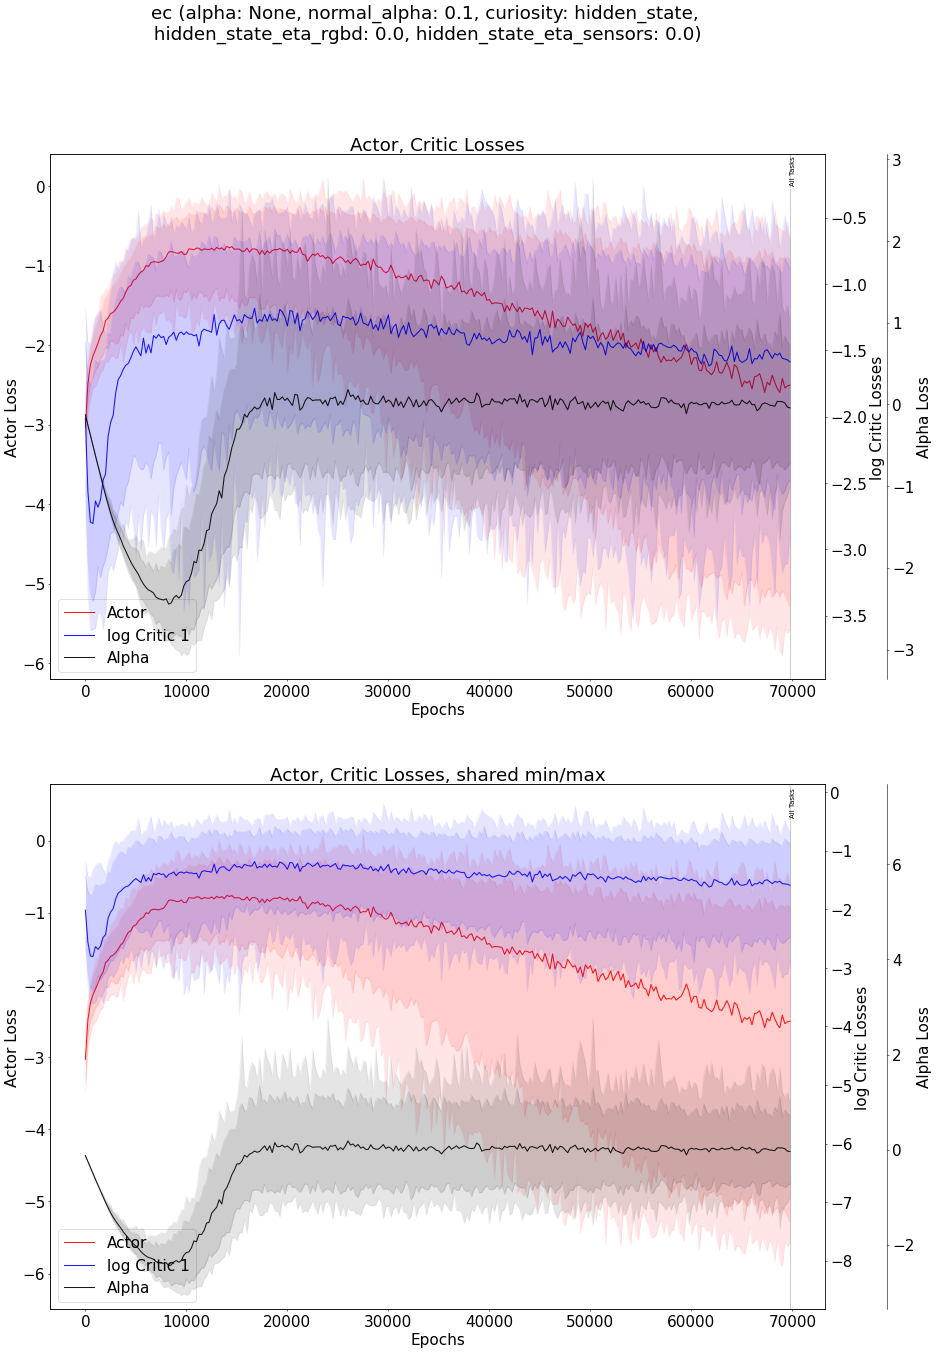 ec (alpha: None, normal_alpha: 0.1, curiosity: hidden_state,
hidden_state_eta_rgbd: 0.0, hidden_state_eta_sensors: 0.0)
Actor, Critic Losses
All Tasks
0
−1
−2
−3
−4
−5
−6
Actor Loss
−0.5
−1.0
−1.5
−2.0
−2.5
−3.0
−3.5
log Critic Losses
3
2
1
0
−1
−2
−3
Alpha Loss
Actor
log Critic 1
Alpha
0 10000 20000 30000 40000 50000 60000 70000
Epochs
Actor, Critic Losses, shared min/max
All Tasks
0
−1
−2
−3
−4
−5
−6
Actor Loss
0
−1
−2
−3
−4
−5
−6
−7
−8
log Critic Losses
6
4
2
0
−2
Alpha Loss
Actor
log Critic 1
Alpha
0 10000 20000 30000 40000 50000 60000 70000
Epochs